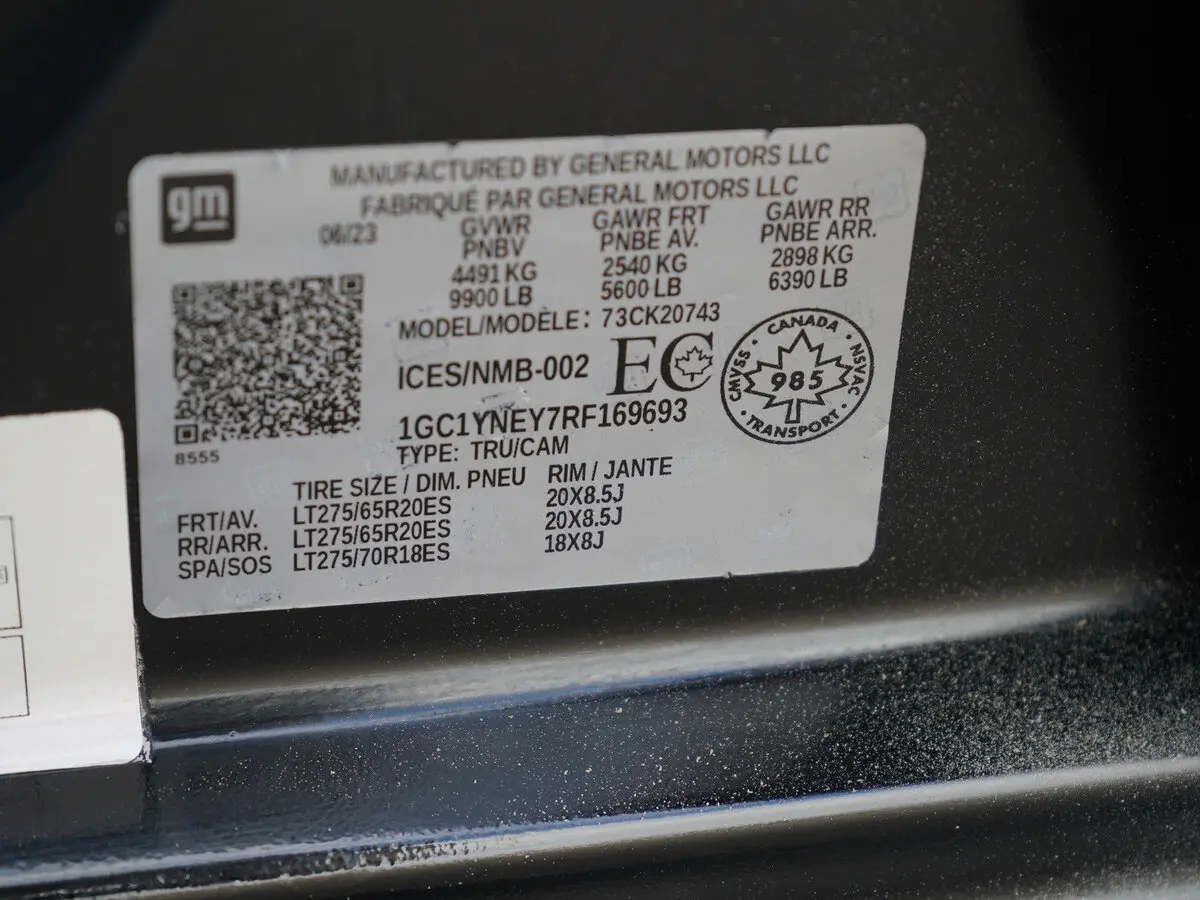 gm
MANUFACTURED BY GENERAL MOTORS LLC
FABRIQUÉ PAR GENERAL MOTORS LLC
06/23
GVWR
PNBV
4491 KG
9900 LB
GAWR FRT
PNBE AV.
2540 KG
5600 LB
GAWR RR
PNBE ARR.
2898 KG
6390 LB
MODEL/MODÈLE: 73CK20743
ICES/NMB-002
EC
CANADA
CMVSS 985 NSVAC
TRANSPORT
1GC1YNEY7RF169693
TYPE: TRU/CAM
8555
TIRE SIZE / DIM. PNEU RIM / JANTE
FRT/AV. LT275/65R20ES 20X8.5J
RR/ARR. LT275/65R20ES 20X8.5J
SPA/SOS LT275/70R18ES 18X8J